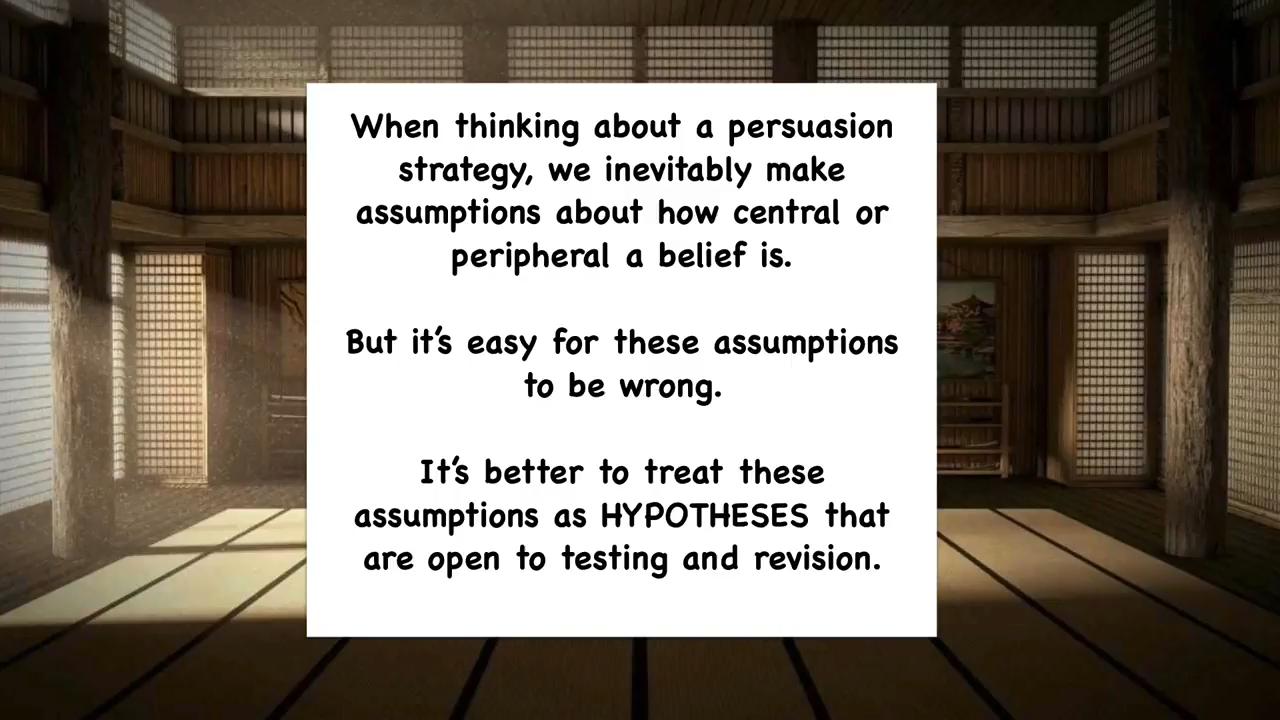 When thinking about a persuasion
strategy, we inevitably make
assumptions about how central or
peripheral a belief is.
But it's easy for these assumptions
to be wrong.
It's better to treat these
assumptions as HYPOTHESES that
are open to testing and revision.